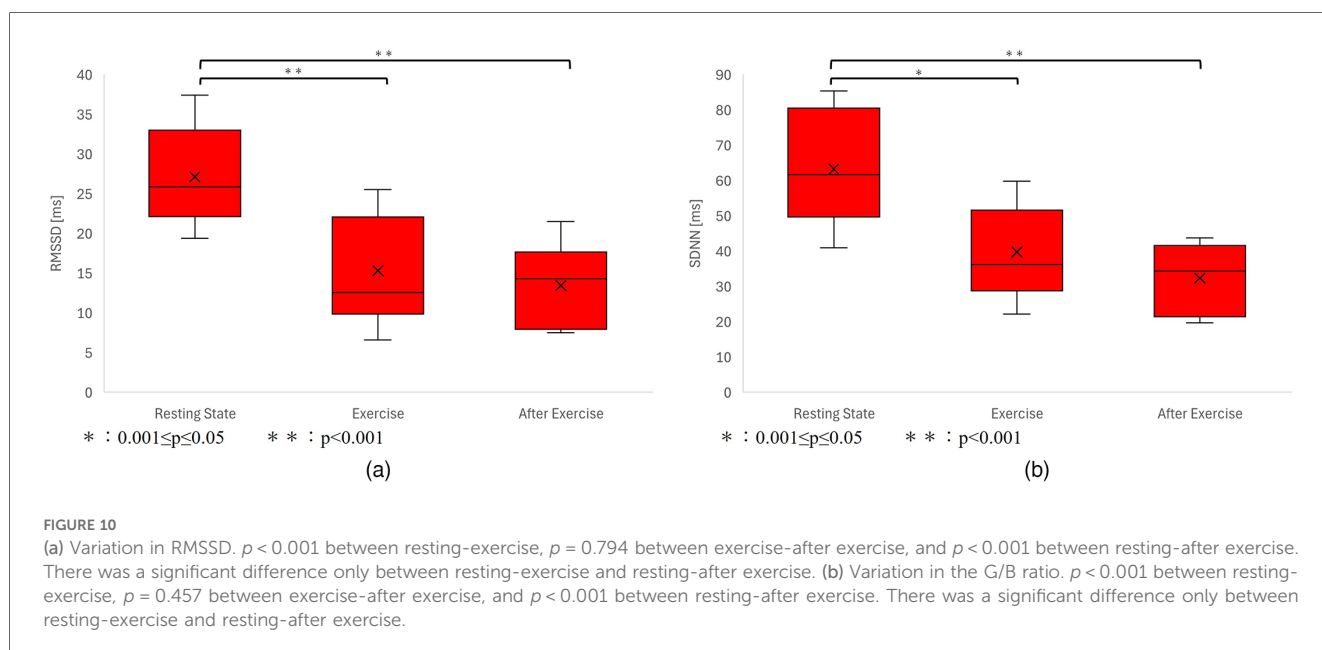 **
**
40
35
30
25
20
15
10
5
0
RMSSD [ms]
Resting State Exercise After Exercise
*：0.001≤p≤0.05 **：p<0.001
(a)
**
*
90
80
70
60
50
40
30
20
10
0
SDNN [ms]
Resting State Exercise After Exercise
*：0.001≤p≤0.05 **：p<0.001
(b)
FIGURE 10
(a) Variation in RMSSD. p < 0.001 between resting-exercise, p = 0.794 between exercise-after exercise, and p < 0.001 between resting-after exercise.
There was a significant difference only between resting-exercise and resting-after exercise. (b) Variation in the G/B ratio. p < 0.001 between resting-
exercise, p = 0.457 between exercise-after exercise, and p < 0.001 between resting-after exercise. There was a significant difference only between
resting-exercise and resting-after exercise.